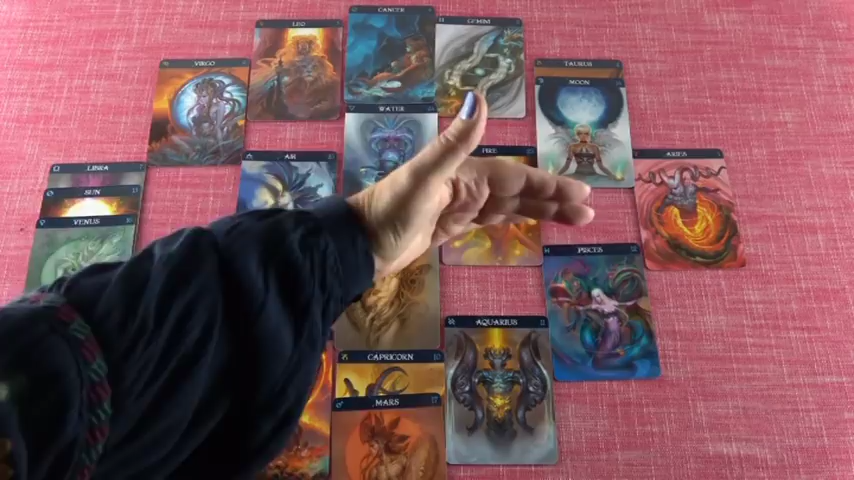 CANCER
LEO
GEMINI
VIRGO
TAURUS
MOON
WATER
AIR
FIRE
ARIES
LIBRA
SUN
VENUS
PISCES
AQUARIUS
CAPRICORN
MARS